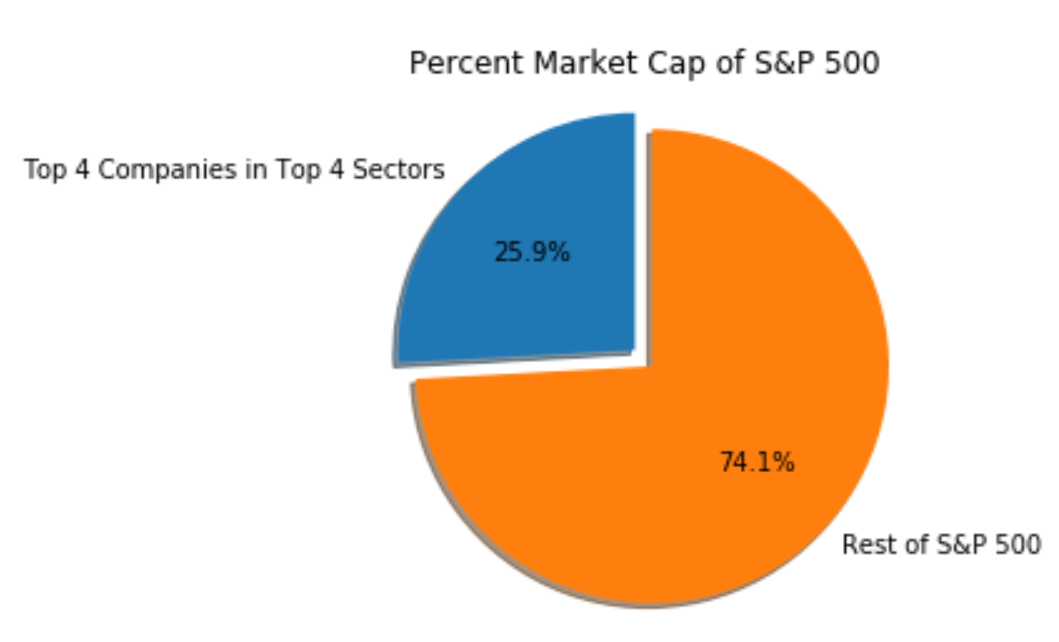 Percent Market Cap of S&P 500
Top 4 Companies in Top 4 Sectors
25.9%
74.1%
Rest of S&P 500